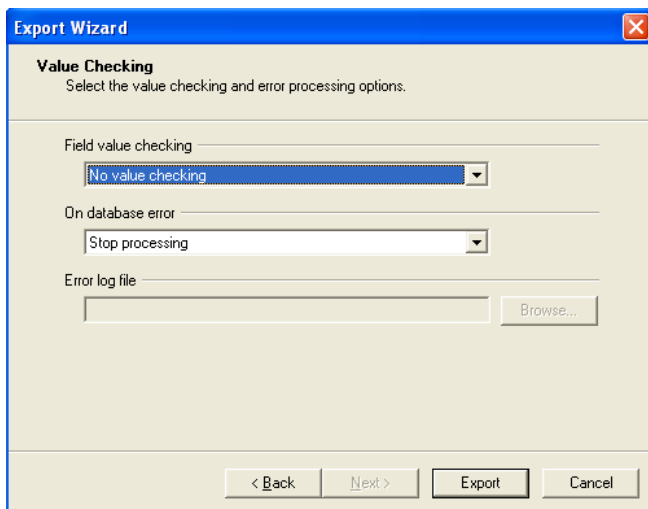 Export Wizard
Value Checking
Select the value checking and error processing options.
Field value checking
No value checking
On database error
Stop processing
Error log file
Browse...
< Back
Next >
Export
Cancel